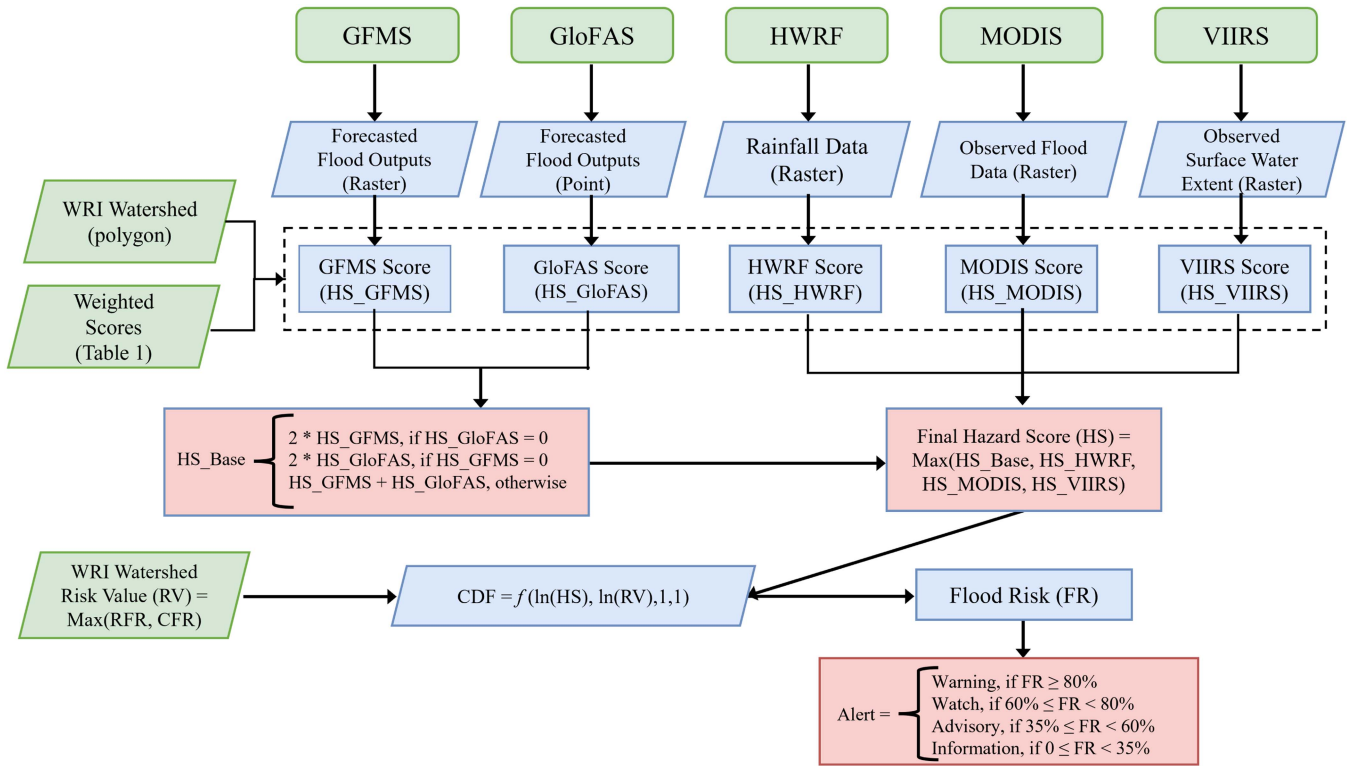 GFMS
GloFAS
HWRF
MODIS
VIIRS
Forecasted
Flood Outputs
(Raster)
Forecasted
Flood Outputs
(Point)
Rainfall Data
(Raster)
Observed Flood
Data (Raster)
Observed
Surface Water
Extent (Raster)
WRI Watershed
(polygon)
Weighted
Scores
(Table 1)
GFMS Score
(HS_GFMS)
GloFAS Score
(HS_GloFAS)
HWRF Score
(HS_HWRF)
MODIS Score
(HS_MODIS)
VIIRS Score
(HS_VIIRS)
HS_Base
2 * HS_GFMS, if HS_GloFAS = 0
2 * HS_GloFAS, if HS_GFMS = 0
HS_GFMS + HS_GloFAS, otherwise
Final Hazard Score (HS) =
Max(HS_Base, HS_HWRF,
HS_MODIS, HS_VIIRS)
WRI Watershed
Risk Value (RV) =
Max(RFR, CFR)
CDF = f (ln(HS), ln(RV),1,1)
Flood Risk (FR)
Alert =
Warning, if FR ≥ 80%
Watch, if 60% ≤ FR < 80%
Advisory, if 35% ≤ FR < 60%
Information, if 0 ≤ FR < 35%